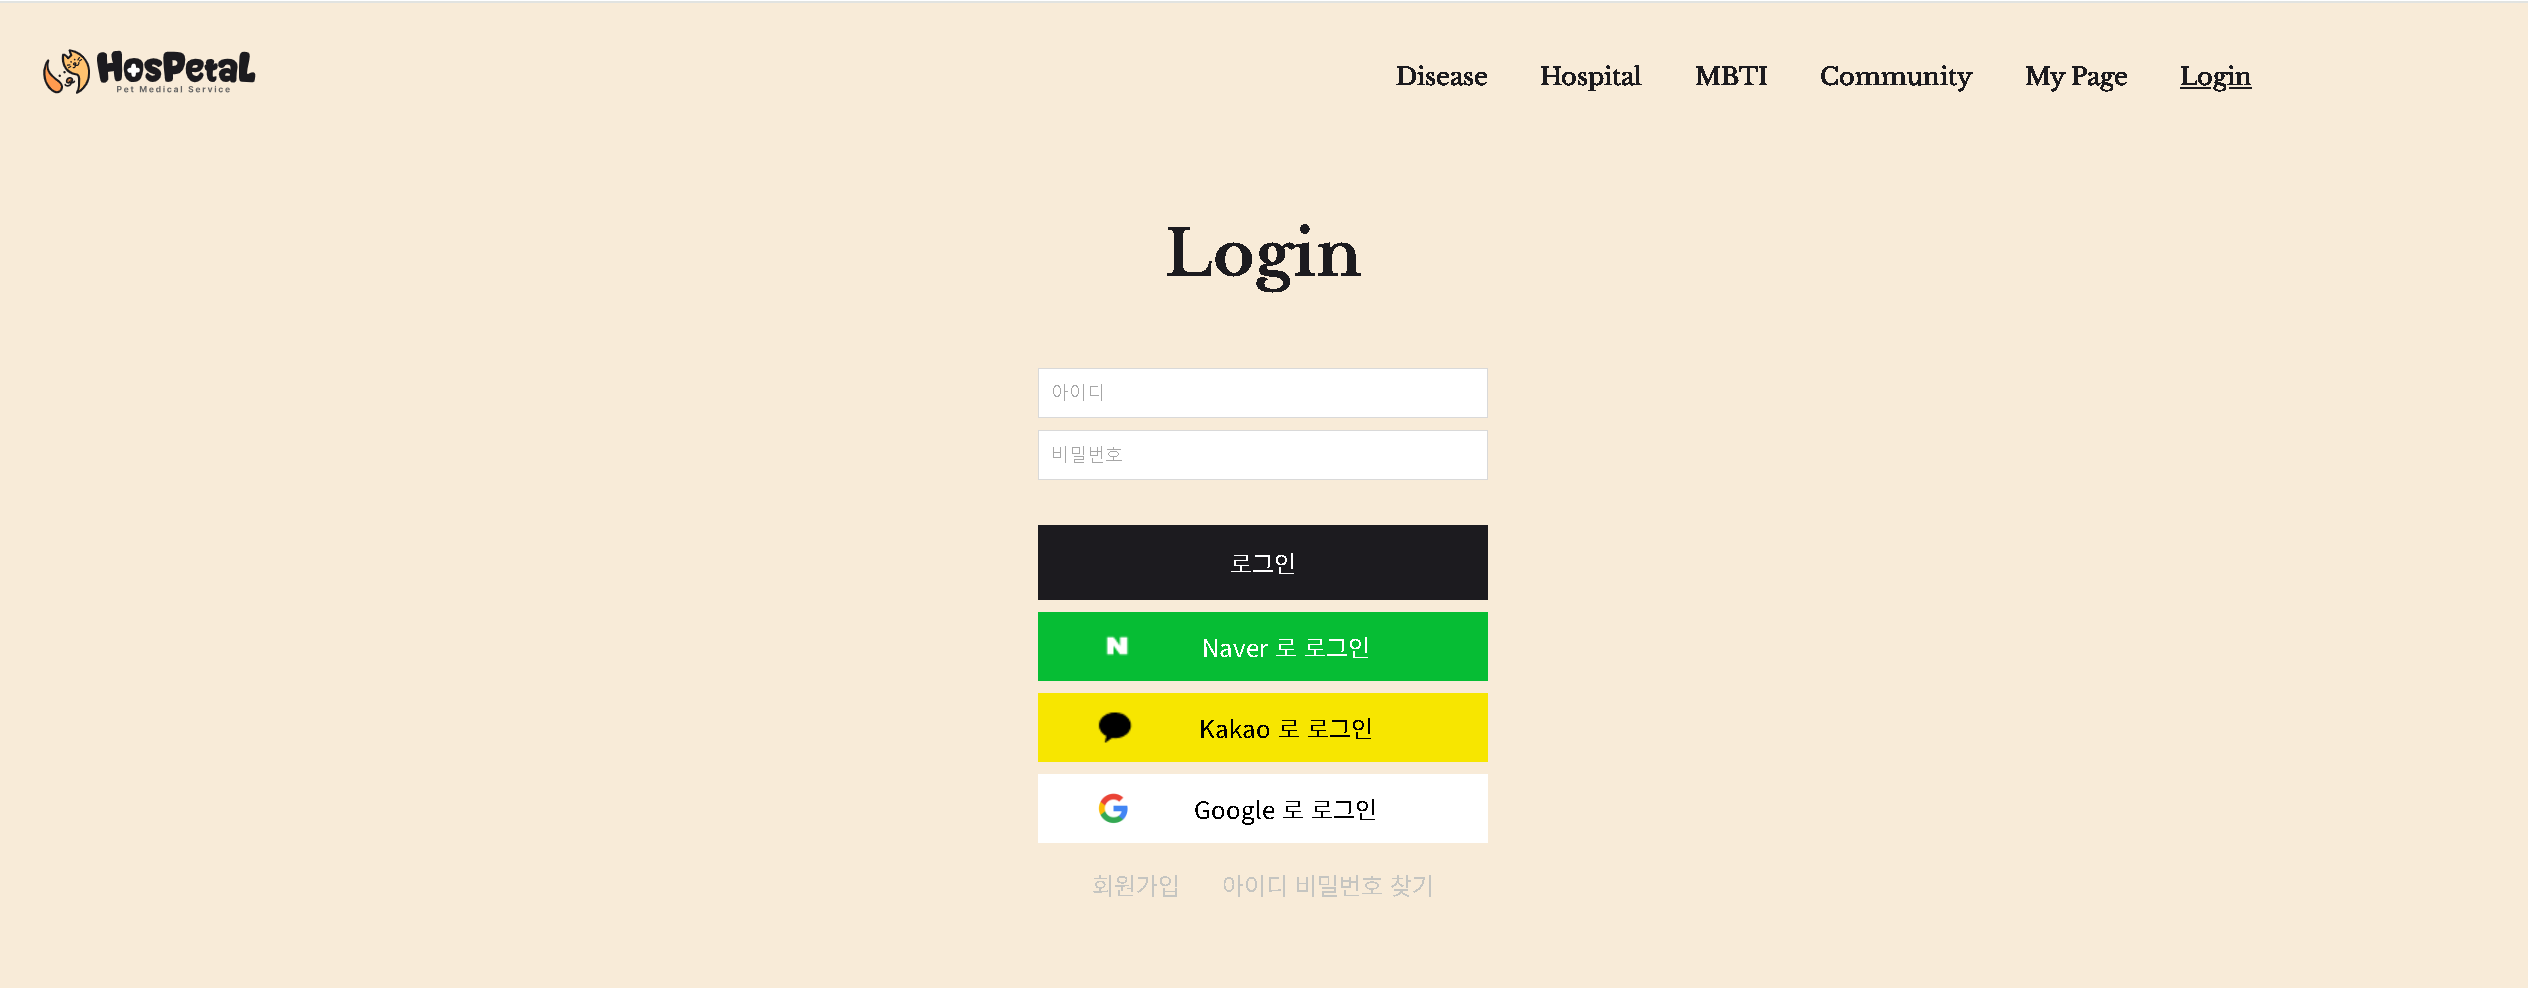 HosPetaL
Pet Medical Service
Disease Hospital MBTI Community My Page Login
Login
아이디
비밀번호
로그인
N Naver 로 로그인
Kakao 로 로그인
G Google 로 로그인
회원가입 아이디 비밀번호 찾기